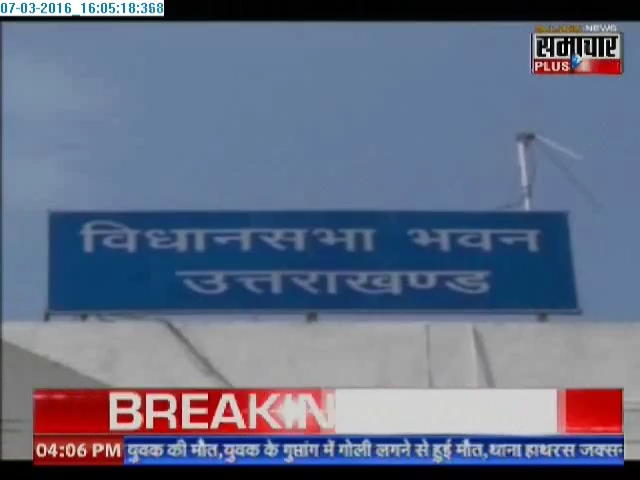 07-03-2016_16:05:18:368
NEWS
समाचार
PLUS
विधानसभा भवन
उत्तराखण्ड
BREAKIN
04:06 PM युवक की मौत,युवक के गुप्तांग में गोली लगने से हुई मौत,थाना हाथरस जक्स-